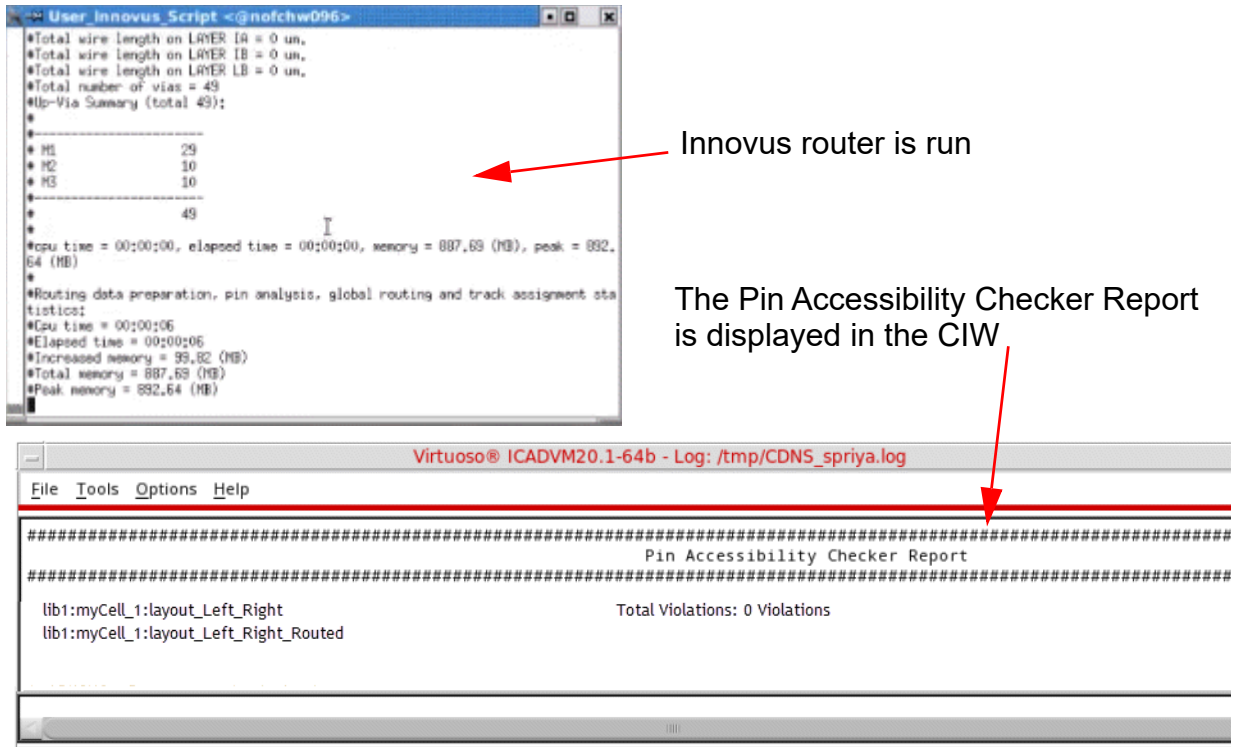 User_Innovus_Script <@nofchw096>
#Total wire length on LAYER IA = 0 um.
#Total wire length on LAYER IB = 0 um.
#Total wire length on LAYER LB = 0 um.
#Total number of vias = 49
#Up-Via Summary (total 49):
#
#-----------------------
# M1 29
# M2 10
# M3 10
#-----------------------
# 49
#
#cpu time = 00:00:00, elapsed time = 00:00:00, memory = 887.69 (MB), peak = 892.
64 (MB)
#
#Routing data preparation, pin analysis, global routing and track assignment sta
tistics:
#Cpu time = 00:00:06
#Elapsed time = 00:00:06
#Increased memory = 99.82 (MB)
#Total memory = 887.69 (MB)
#Peak memory = 892.64 (MB)
Innovus router is run
The Pin Accessibility Checker Report
is displayed in the CIW
Virtuoso® ICADVM20.1-64b - Log: /tmp/CDNS_spriya.log
File Tools Options Help
################################################################################
Pin Accessibility Checker Report
################################################################################
lib1:myCell_1:layout_Left_Right Total Violations: 0 Violations
lib1:myCell_1:layout_Left_Right_Routed